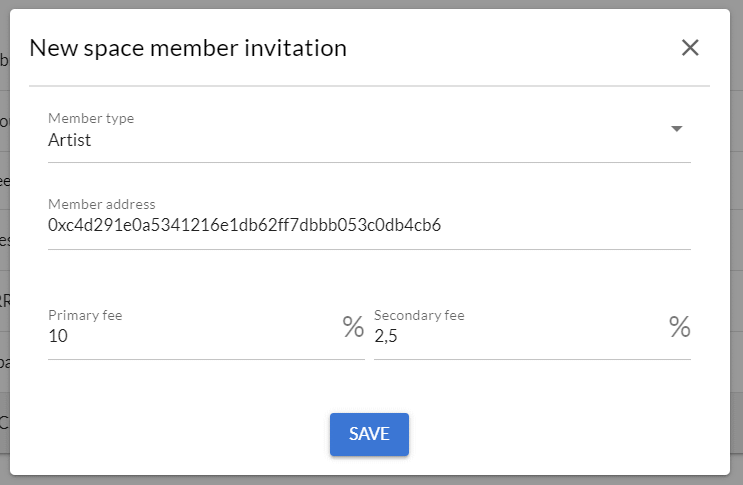 New space member invitation
Member type
Artist
Member address
0xc4d291e0a5341216e1db62ff7dbbb053c0db4cb6
Primary fee
10 %
Secondary fee
2,5 %
SAVE